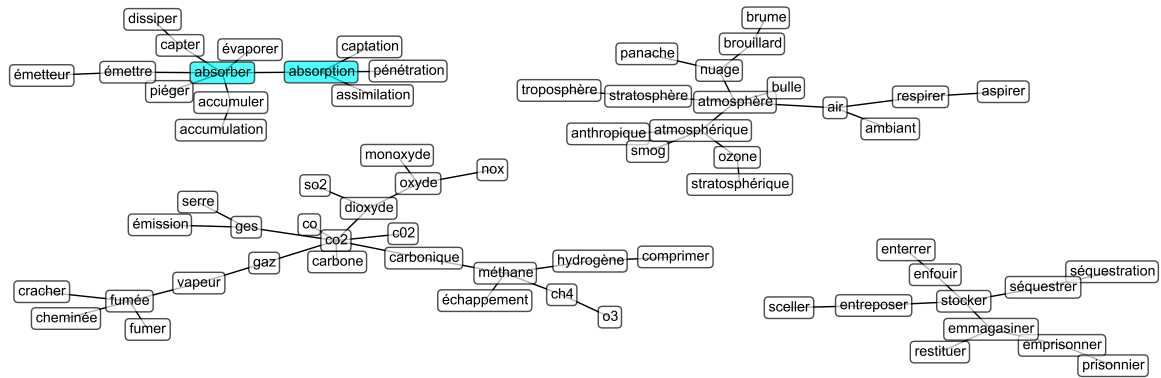 dissiper
capter
évaporer
captation
émetteur
émettre
absorber
absorption
pénétration
piéger
accumuler
assimilation
accumulation
brume
brouillard
panache
nuage
bulle
troposphère
stratosphère
atmosphère
air
respirer
aspirer
anthropique
atmosphérique
ambiant
smog
ozone
stratosphérique
monoxyde
nox
oxyde
so2
dioxyde
serre
émission
ges
co
co2
c02
carbone
carbonique
gaz
vapeur
méthane
hydrogène
comprimer
échappement
ch4
o3
cracher
fumée
cheminée
fumer
enterrer
enfouir
séquestration
séquestrer
sceller
entreposer
stocker
emmagasiner
restituer
emprisonner
prisonnier